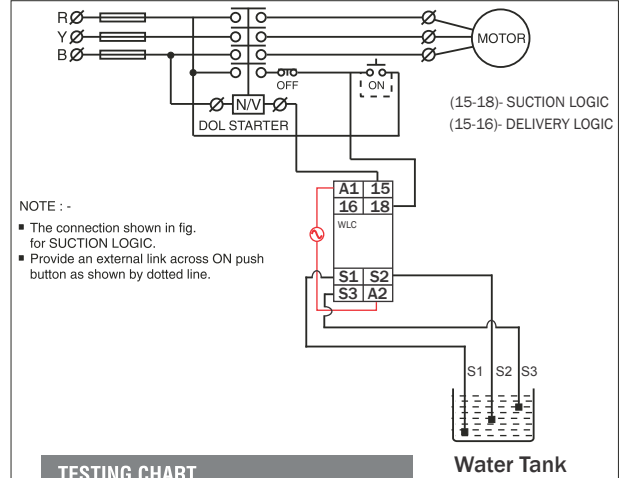 R
Y
B
MOTOR
OFF
ON
N/V
DOL STARTER
(15-18)- SUCTION LOGIC
(15-16)- DELIVERY LOGIC
A1 15
16 18
WLC
S1 S2
S3 A2
NOTE : -
■ The connection shown in fig.
for SUCTION LOGIC.
■ Provide an external link across ON push
button as shown by dotted line.
S1 S2 S3
Water Tank
TESTING CHART